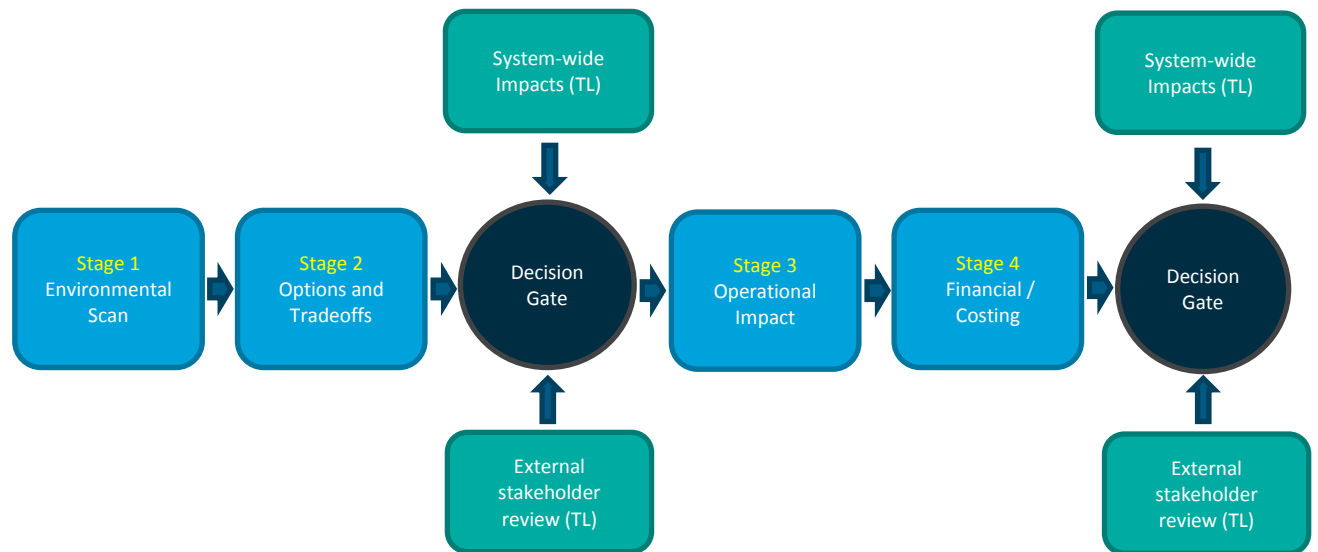 System-wide
Impacts (TL)
System-wide
Impacts (TL)
Stage 1
Environmental
Scan
Stage 2
Options and
Tradeoffs
Decision
Gate
Stage 3
Operational
Impact
Stage 4
Financial /
Costing
Decision
Gate
External
stakeholder
review (TL)
External
stakeholder
review (TL)